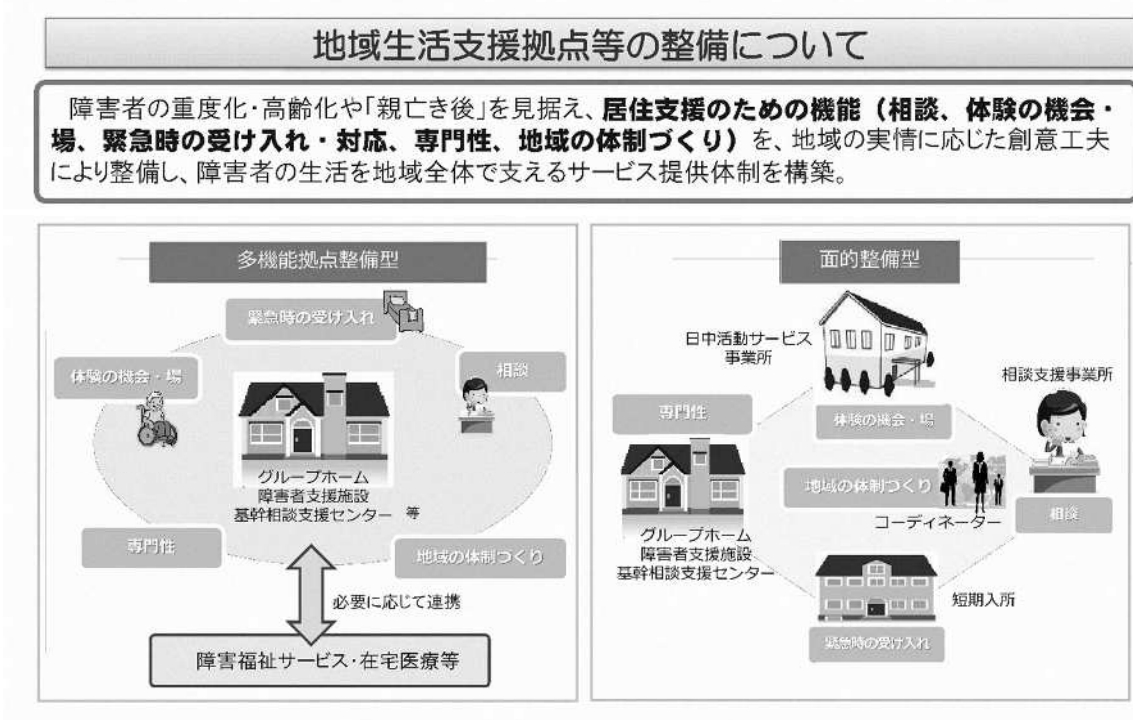 地域生活支援拠点等の整備について
障害者の重度化・高齢化や「親亡き後」を見据え、居住支援のための機能（相談、体験の機会・
場、緊急時の受け入れ・対応、専門性、地域の体制づくり）を、地域の実情に応じた創意工夫
により整備し、障害者の生活を地域全体で支えるサービス提供体制を構築。
多機能拠点整備型
緊急時の受け入れ
体験の機会・場
相談
グループホーム
障害者支援施設
基幹相談支援センター 等
専門性
地域の体制づくり
必要に応じて連携
障害福祉サービス・在宅医療等
面的整備型
日中活動サービス
事業所
相談支援事業所
専門性
体験の機会・場
地域の体制づくり
コーディネーター
相談
グループホーム
障害者支援施設
基幹相談支援センター
短期入所
緊急時の受け入れ